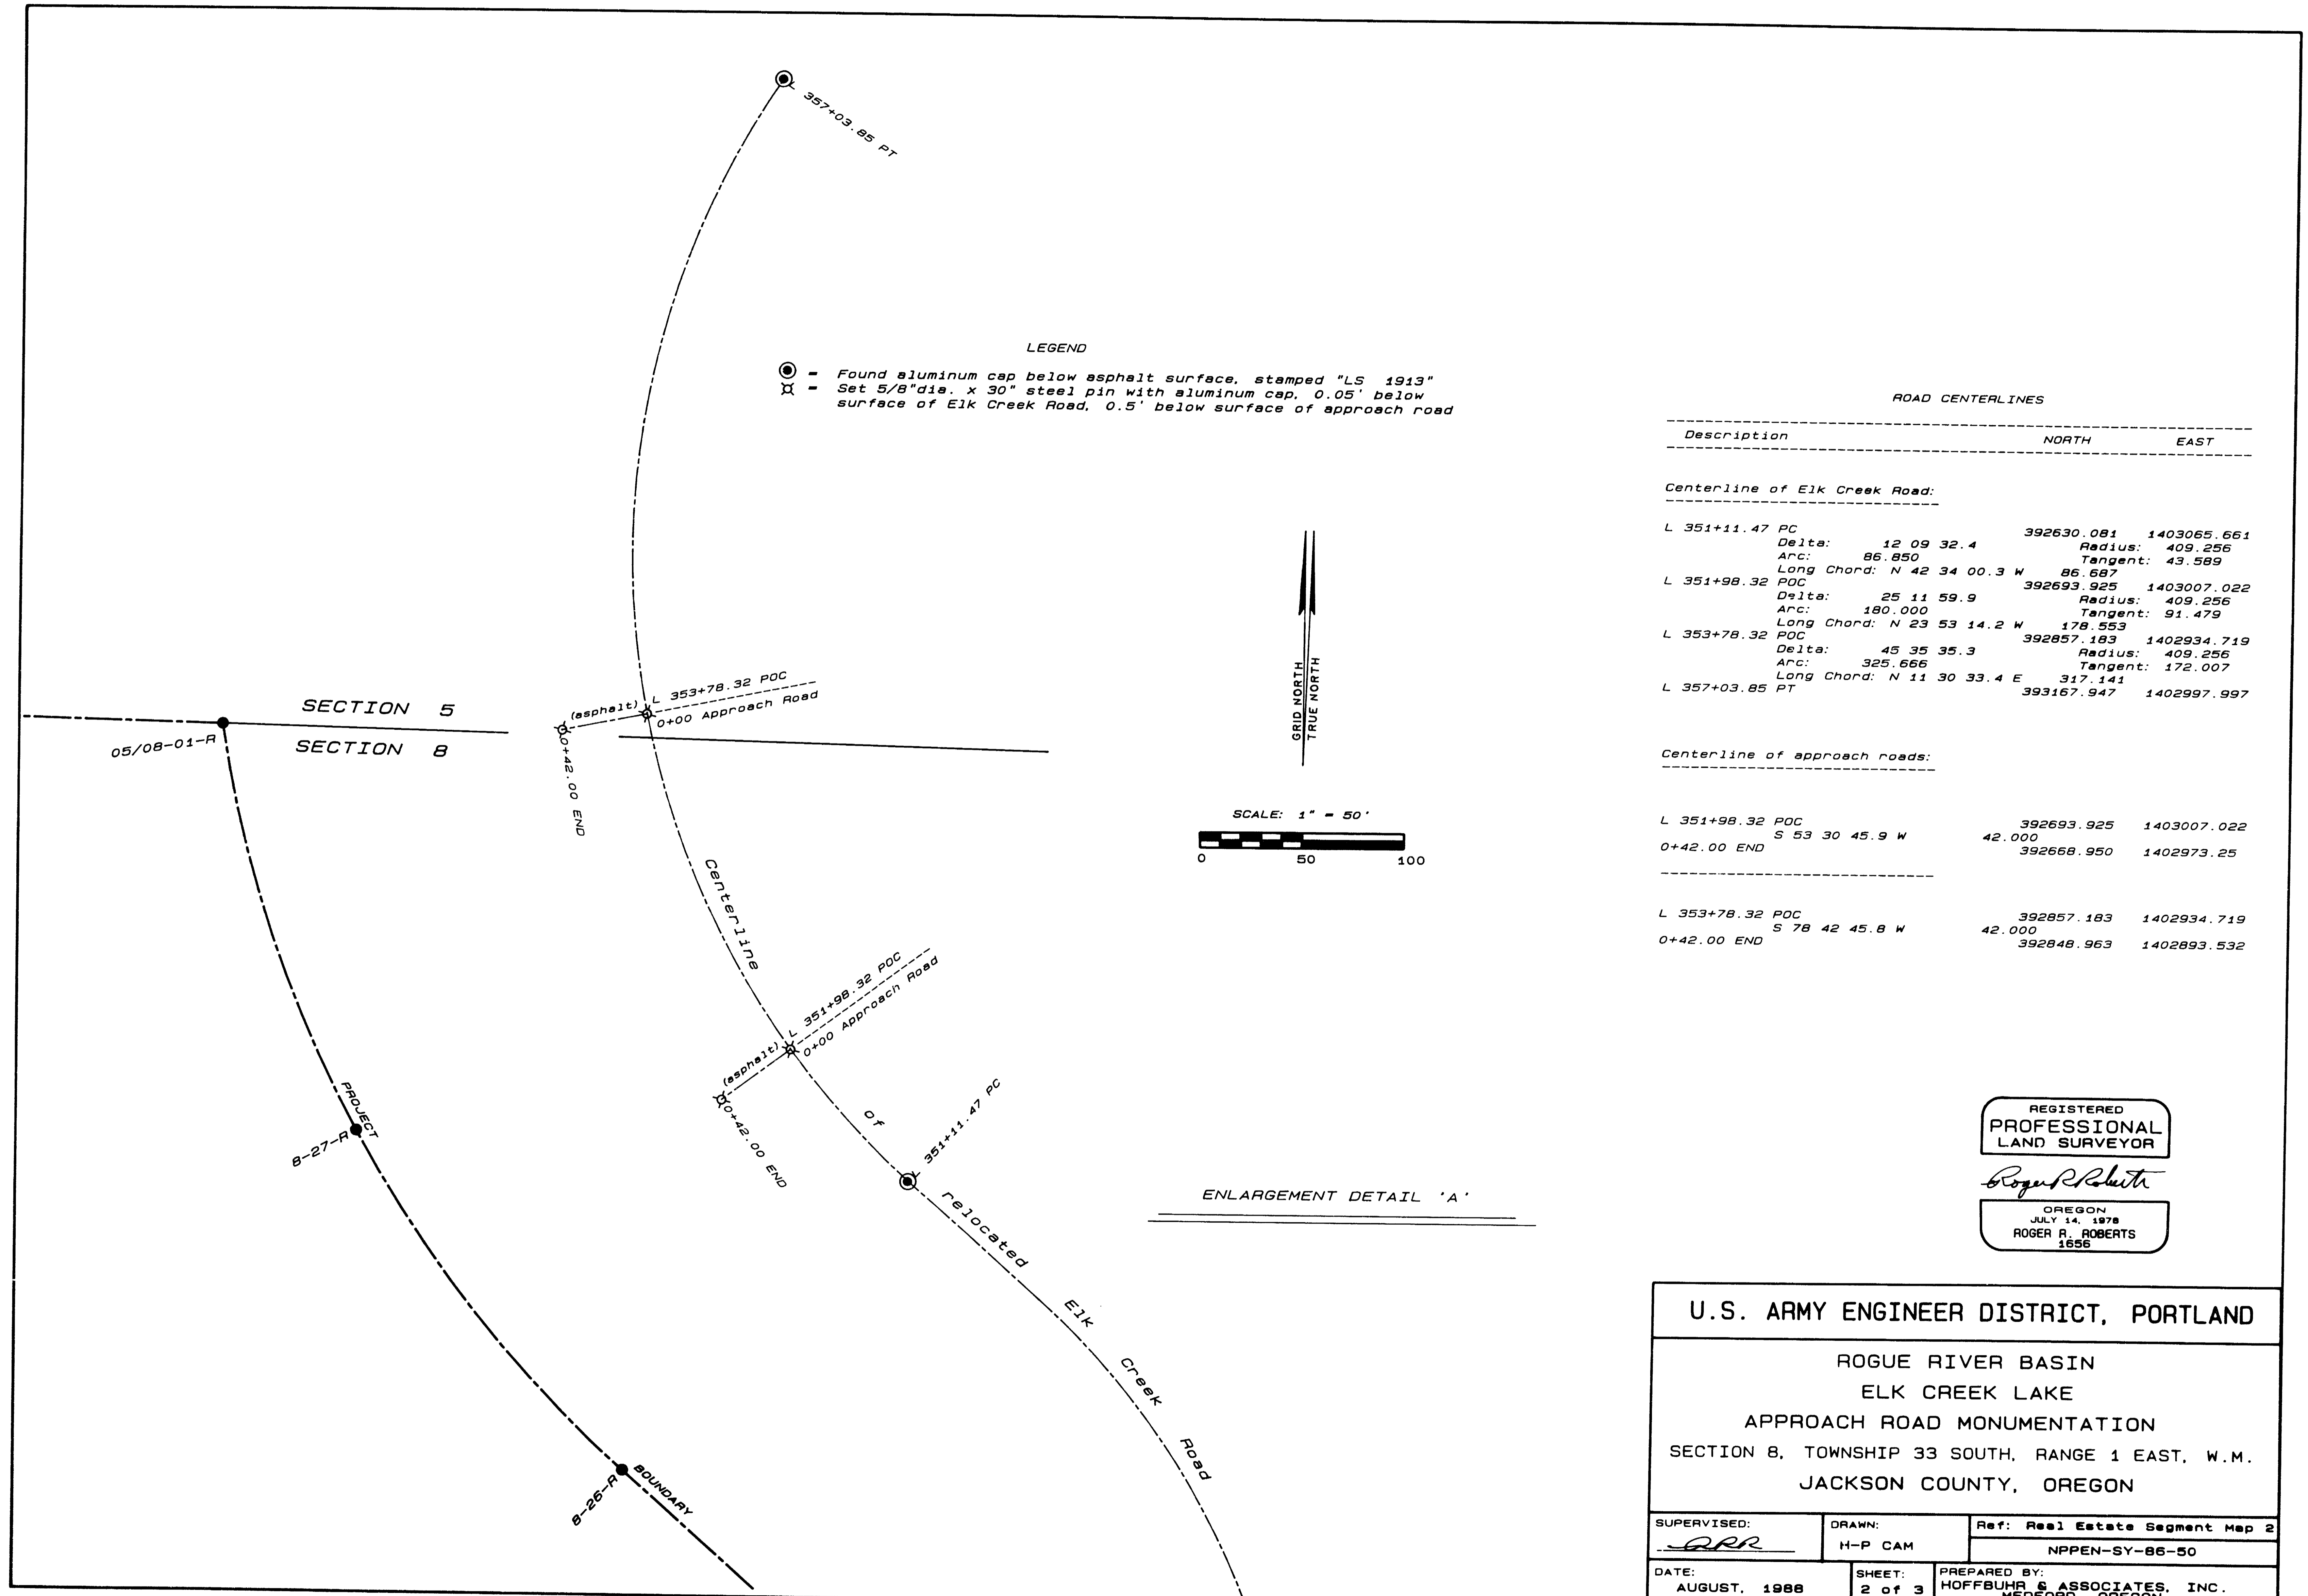 L 357+03.85 PT
LEGEND
= Found aluminum cap below asphalt surface, stamped "LS 1913"
= Set 5/8"dia. x 30" steel pin with aluminum cap, 0.05' below
surface of Elk Creek Road, 0.5' below surface of approach road
ROAD CENTERLINES
Description NORTH EAST
Centerline of Elk Creek Road:
L 351+11.47 PC 392630.081 1403065.661
Delta: 12 09 32.4 Radius: 409.256
Arc: 86.850 Tangent: 43.589
Long Chord: N 42 34 00.3 W 86.687
L 351+98.32 POC 392693.925 1403007.022
Delta: 25 11 59.9 Radius: 409.256
Arc: 180.000 Tangent: 91.479
Long Chord: N 23 53 14.2 W 178.553
L 353+78.32 POC 392857.183 1402934.719
Delta: 45 35 35.3 Radius: 409.256
Arc: 325.666 Tangent: 172.007
Long Chord: N 11 30 33.4 E 317.141
L 357+03.85 PT 393167.947 1402997.997
Centerline of approach roads:
L 351+98.32 POC 392693.925 1403007.022
S 53 30 45.9 W 42.000
0+42.00 END 392668.950 1402973.25
L 353+78.32 POC 392857.183 1402934.719
S 78 42 45.8 W 42.000
0+42.00 END 392848.963 1402893.532
GRID NORTH
TRUE NORTH
SCALE: 1" = 50'
0 50 100
SECTION 5
SECTION 8
05/08-01-R
(asphalt)
L 353+78.32 POC
0+00 Approach Road
0+42.00 END
Centerline
(asphalt)
L 351+98.32 POC
0+00 Approach Road
0+42.00 END
of
L 351+11.47 PC
relocated
Elk
Creek
Road
PROJECT
8-27-R
8-26-R
BOUNDARY
ENLARGEMENT DETAIL 'A'
REGISTERED
PROFESSIONAL
LAND SURVEYOR
Roger R Roberts
OREGON
JULY 14, 1978
ROGER R. ROBERTS
1656
U.S. ARMY ENGINEER DISTRICT, PORTLAND
ROGUE RIVER BASIN
ELK CREEK LAKE
APPROACH ROAD MONUMENTATION
SECTION 8, TOWNSHIP 33 SOUTH, RANGE 1 EAST, W.M.
JACKSON COUNTY, OREGON
SUPERVISED:
RRR
DRAWN:
H-P CAM
Ref: Real Estate Segment Map 2
NPPEN-SY-86-50
DATE:
AUGUST, 1988
SHEET:
2 of 3
PREPARED BY:
HOFFBUHR & ASSOCIATES, INC.
MEDFORD, OREGON